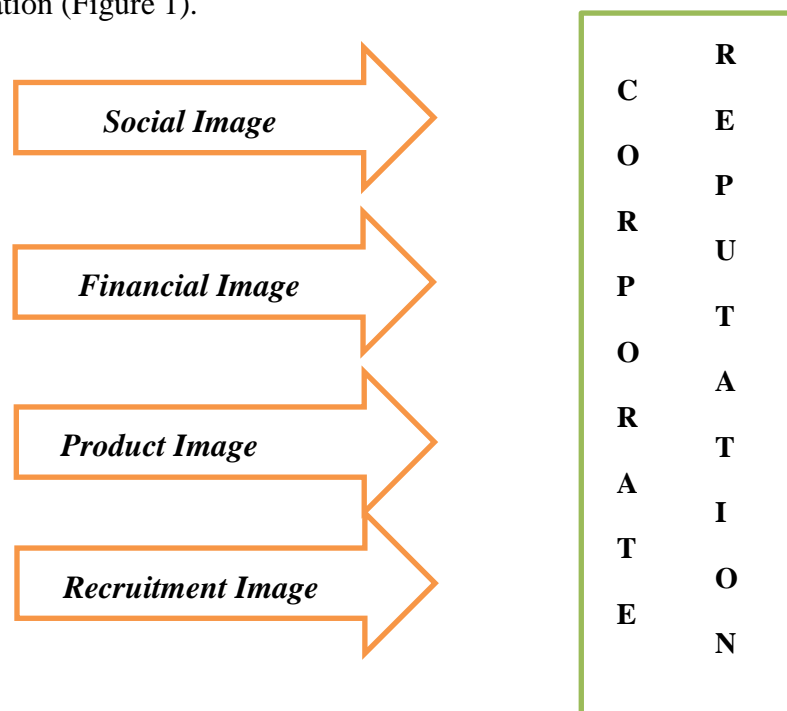 ation (Figure 1).
Social Image
Financial Image
Product Image
Recruitment Image
CORPORATE
REPUTATION